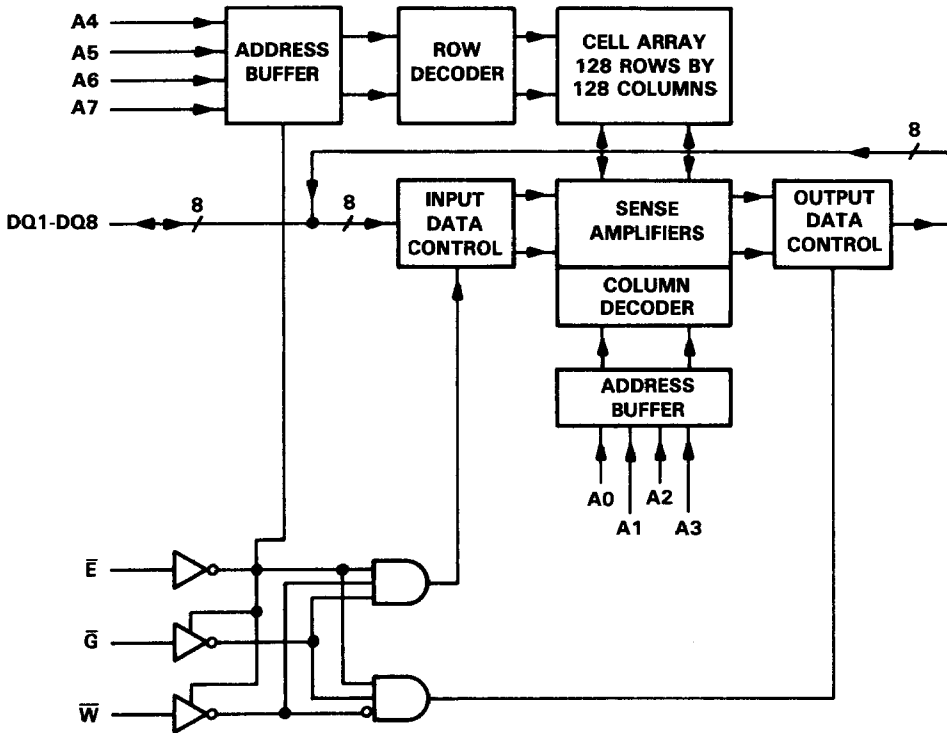 A4
A5
A6
A7
ADDRESS
BUFFER
ROW
DECODER
CELL ARRAY
128 ROWS BY
128 COLUMNS
8
DQ1-DQ8
8
8
INPUT
DATA
CONTROL
SENSE
AMPLIFIERS
OUTPUT
DATA
CONTROL
COLUMN
DECODER
ADDRESS
BUFFER
A0
A1
A2
A3
E̅
G̅
W̅